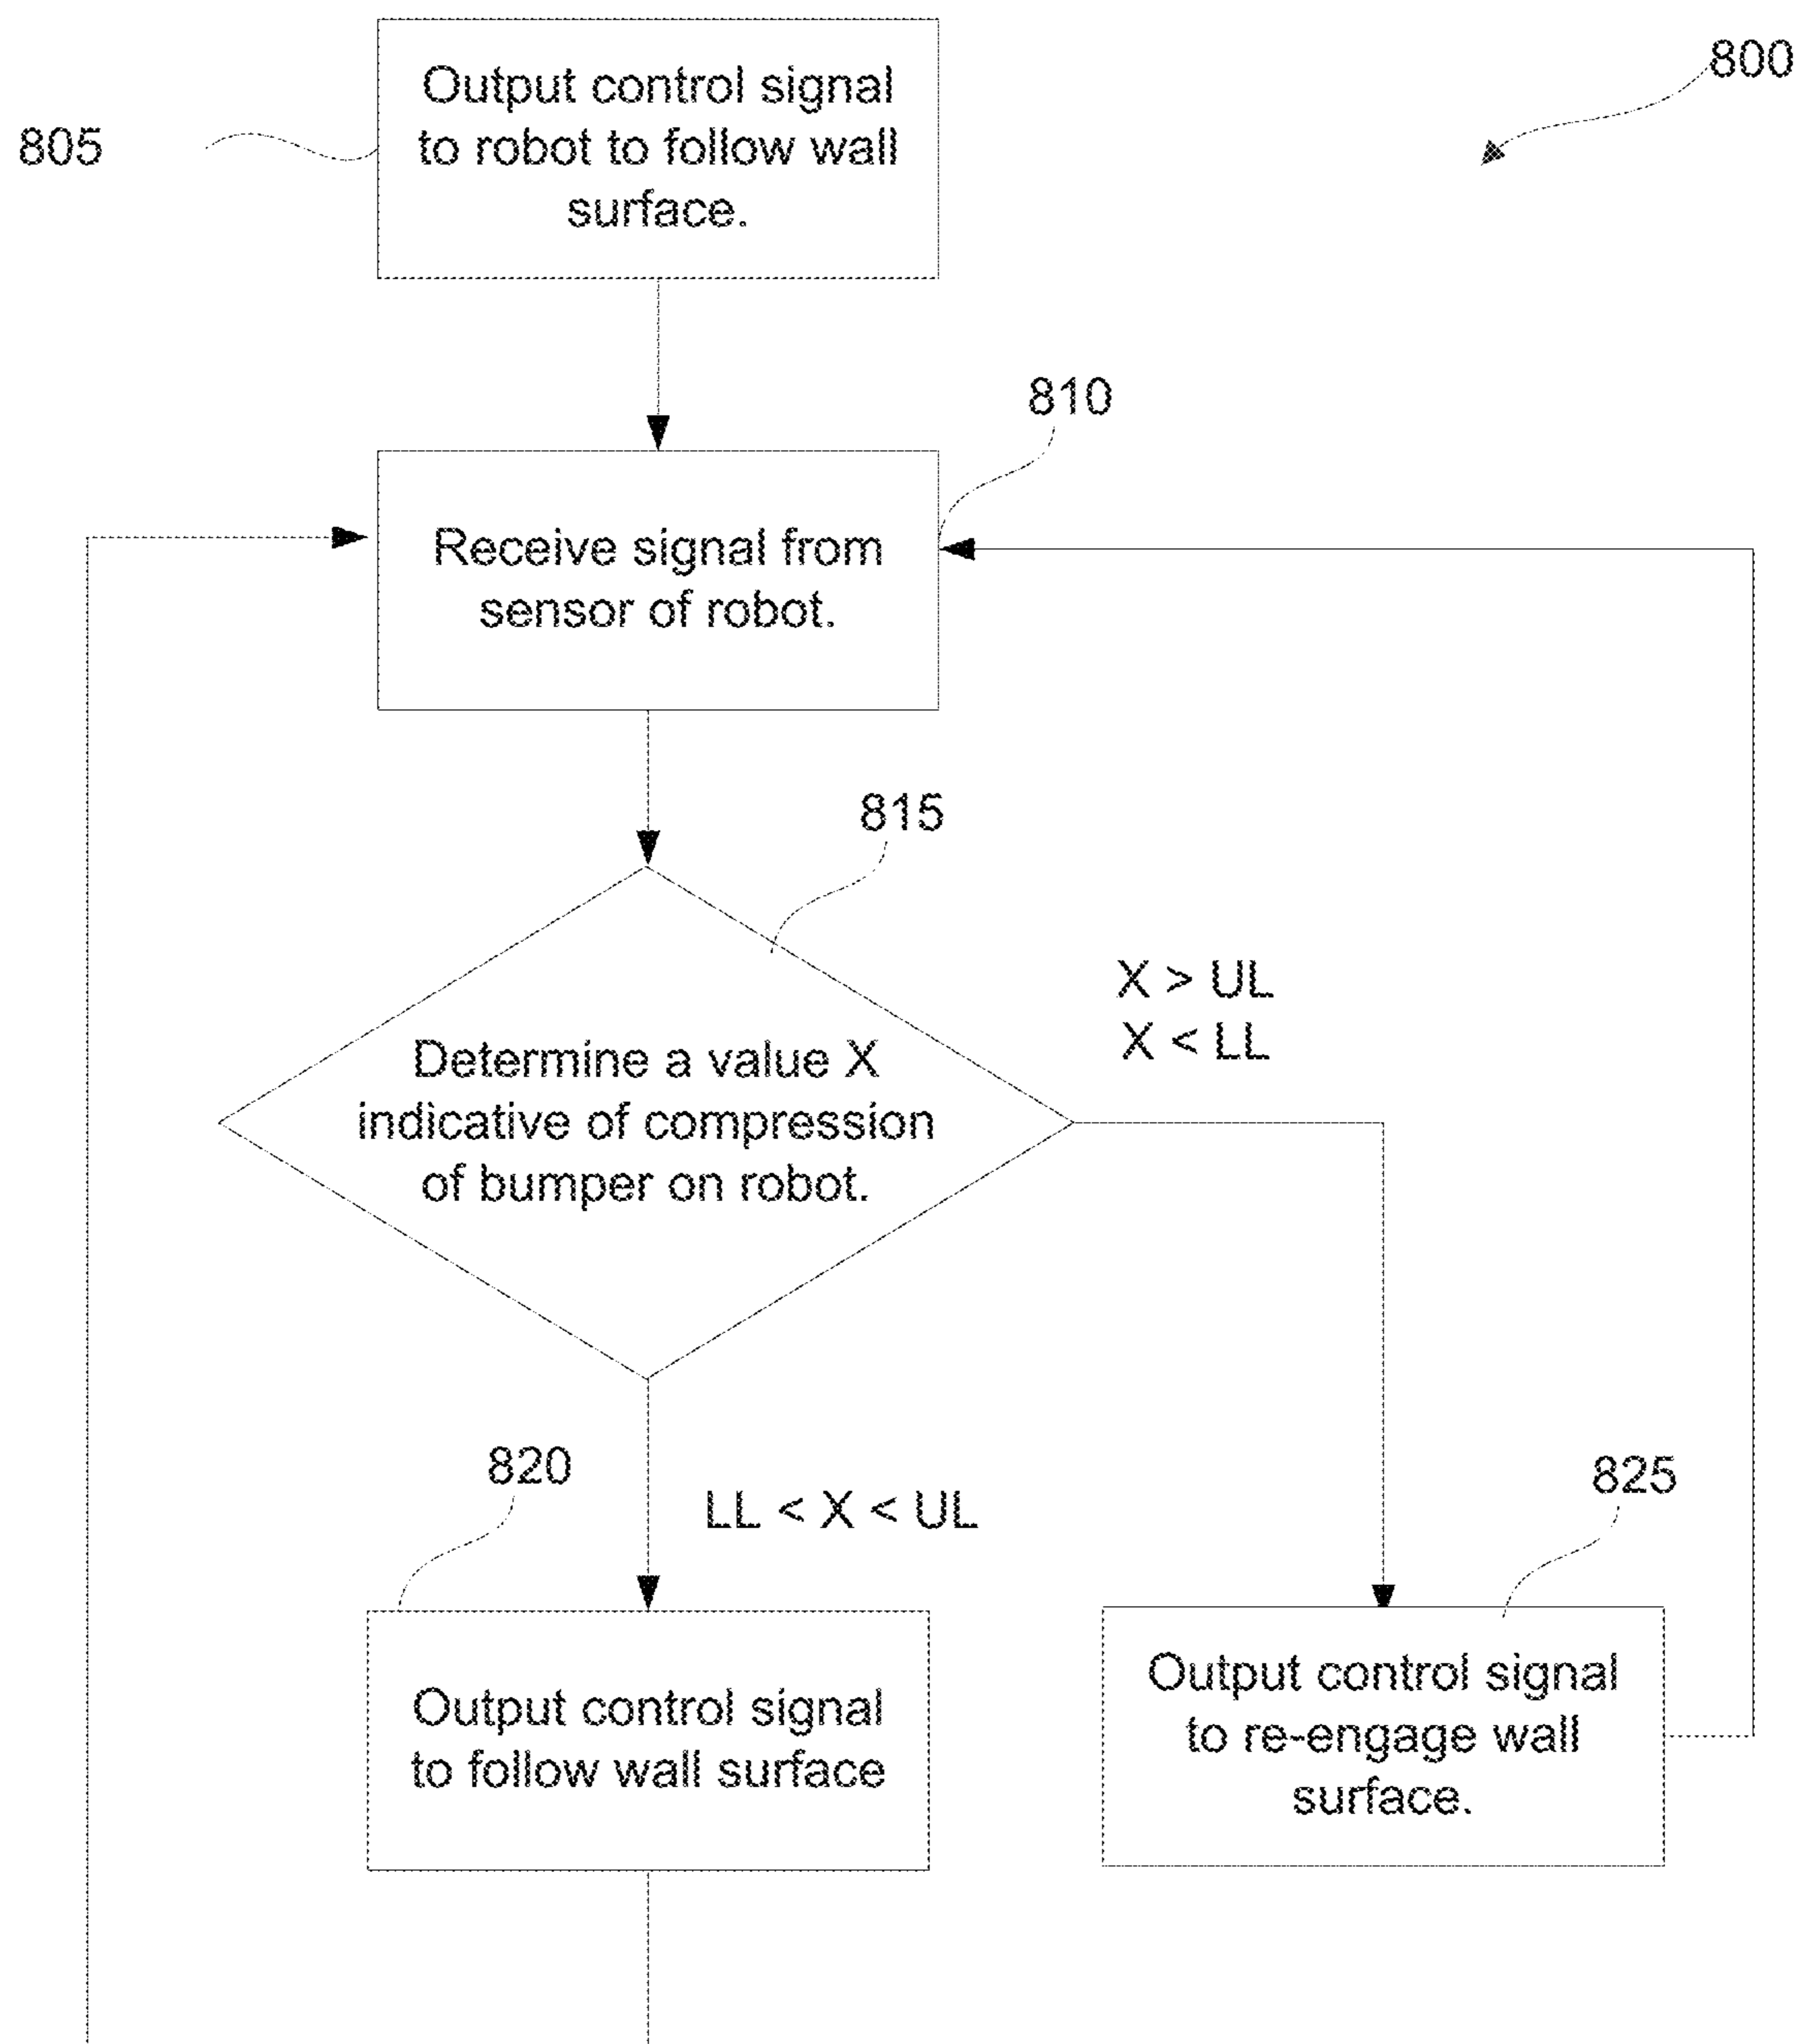 800
805
Output control signal
to robot to follow wall
surface.
810
Receive signal from
sensor of robot.
815
Determine a value X
indicative of compression
of bumper on robot.
X > UL
X < LL
820
LL < X < UL
825
Output control signal
to follow wall surface
Output control signal
to re-engage wall
surface.